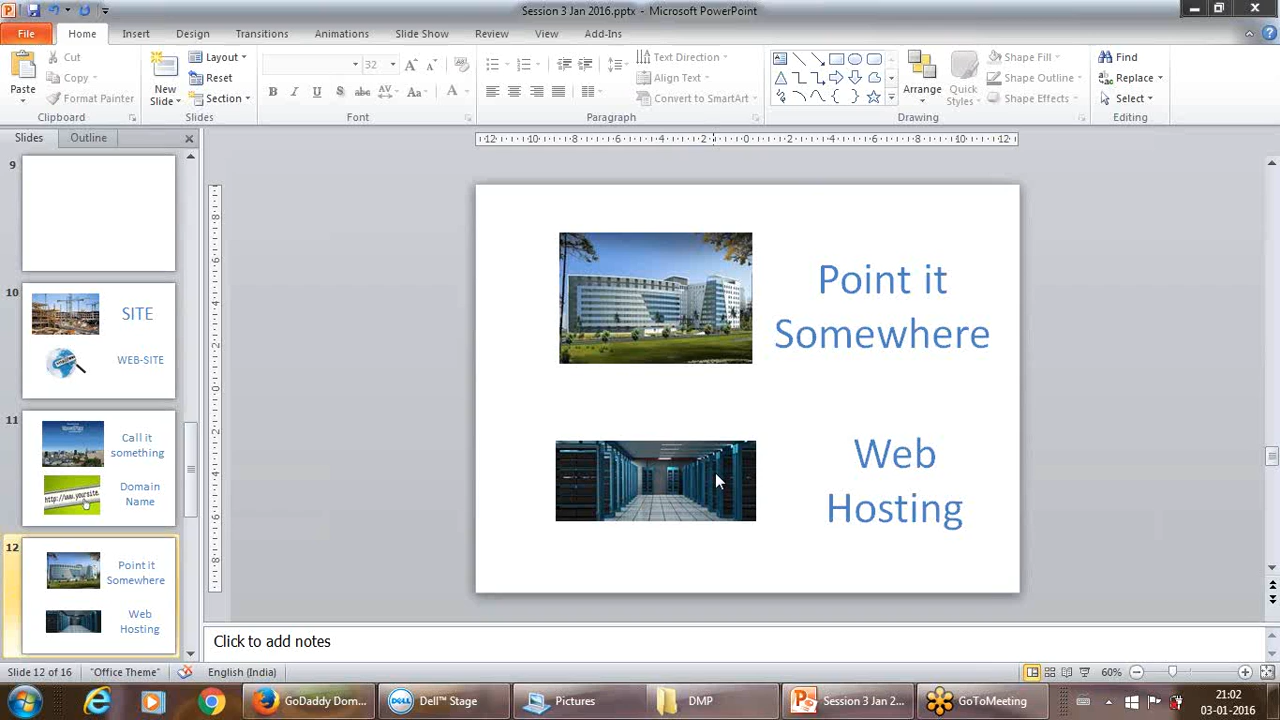 Session 3 Jan 2016.pptx - Microsoft PowerPoint
File Home Insert Design Transitions Animations Slide Show Review View Add-Ins
Paste
Cut
Copy
Format Painter
Clipboard
New Slide
Layout
Reset
Section
Slides
32
Font
Text Direction
Align Text
Convert to SmartArt
Paragraph
Arrange
Quick Styles
Shape Fill
Shape Outline
Shape Effects
Drawing
Find
Replace
Select
Editing
Slides Outline
9
10
SITE
WEB-SITE
11
Call it
something
http://www.yoursite.
Domain
Name
12
Point it
Somewhere
Web
Hosting
Point it
Somewhere
Web
Hosting
Click to add notes
Slide 12 of 16 "Office Theme" English (India) 60%
GoDaddy Dom... Dell™ Stage Pictures DMP Session 3 Jan 2... GoToMeeting
21:02
03-01-2016